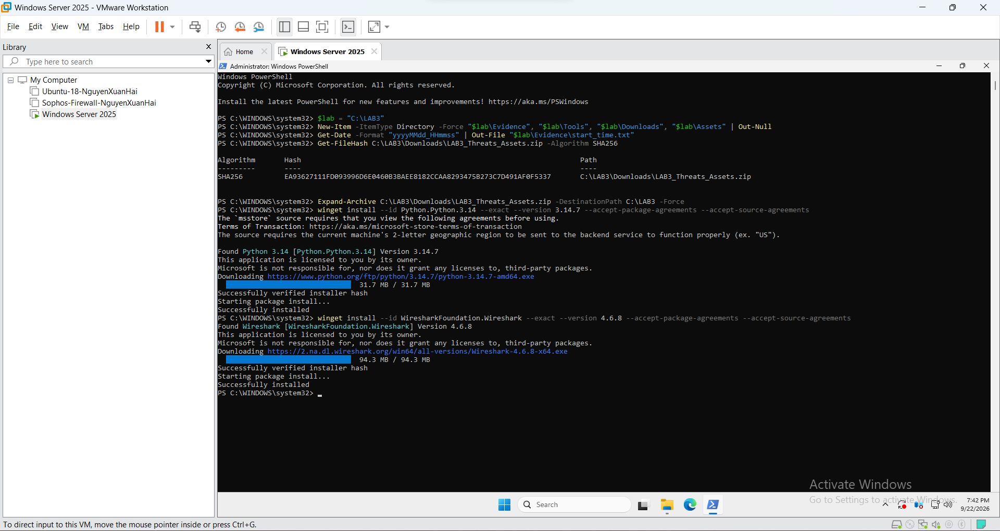 Windows Server 2025 - VMware Workstation
File Edit View VM Tabs Help
Library
Type here to search
My Computer
Ubuntu-18-NguyenXuanHai
Sophos-Firewall-NguyenXuanHai
Windows Server 2025
Home
Windows Server 2025
Administrator: Windows PowerShell
Windows PowerShell
Copyright (C) Microsoft Corporation. All rights reserved.
Install the latest PowerShell for new features and improvements! https://aka.ms/PSWindows
PS C:\WINDOWS\system32> $lab = "C:\LAB3"
PS C:\WINDOWS\system32> New-Item -ItemType Directory -Force "$lab\Evidence", "$lab\Tools", "$lab\Downloads", "$lab\Assets" | Out-Null
PS C:\WINDOWS\system32> Get-Date -Format "yyyyMMdd_HHmmss" | Out-File "$lab\Evidence\start_time.txt"
PS C:\WINDOWS\system32> Get-FileHash C:\LAB3\Downloads\LAB3_Threats_Assets.zip -Algorithm SHA256
Algorithm Hash Path
--------- ---- ----
SHA256 EA93627111FD093996D6E0460B3BAEE8182CCAA8293475B273C7D491AF0F5337 C:\LAB3\Downloads\LAB3_Threats_Assets.zip
PS C:\WINDOWS\system32> Expand-Archive C:\LAB3\Downloads\LAB3_Threats_Assets.zip -DestinationPath C:\LAB3 -Force
PS C:\WINDOWS\system32> winget install --id Python.Python.3.14 --exact --version 3.14.7 --accept-package-agreements --accept-source-agreements
The `msstore` source requires that you view the following agreements before using.
Terms of Transaction: https://aka.ms/microsoft-store-terms-of-transaction
The source requires the current machine's 2-letter geographic region to be sent to the backend service to function properly (ex. "US").
Found Python 3.14 [Python.Python.3.14] Version 3.14.7
This application is licensed to you by its owner.
Microsoft is not responsible for, nor does it grant any licenses to, third-party packages.
Downloading https://www.python.org/ftp/python/3.14.7/python-3.14.7-amd64.exe
31.7 MB / 31.7 MB
Successfully verified installer hash
Starting package install...
Successfully installed
PS C:\WINDOWS\system32> winget install --id WiresharkFoundation.Wireshark --exact --version 4.6.8 --accept-package-agreements --accept-source-agreements
Found Wireshark [WiresharkFoundation.Wireshark] Version 4.6.8
This application is licensed to you by its owner.
Microsoft is not responsible for, nor does it grant any licenses to, third-party packages.
Downloading https://2.na.dl.wireshark.org/win64/all-versions/Wireshark-4.6.8-x64.exe
94.3 MB / 94.3 MB
Successfully verified installer hash
Starting package install...
Successfully installed
PS C:\WINDOWS\system32>
Activate Windows
Go to Settings to activate Windows.
Search
7:42 PM
9/22/2026
To direct input to this VM, move the mouse pointer inside or press Ctrl+G.